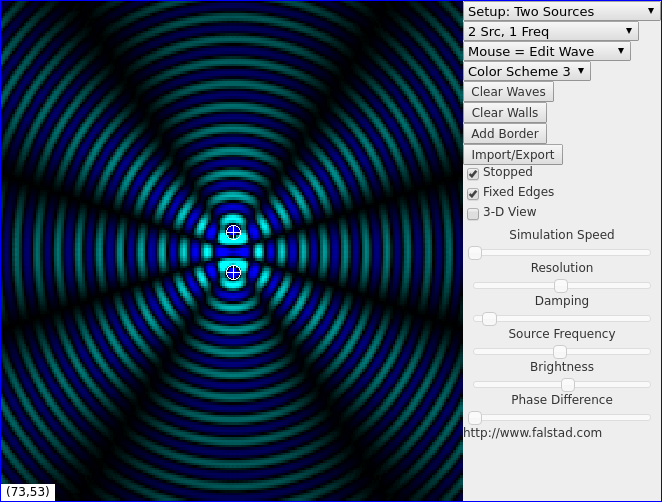 Setup: Two Sources
2 Src, 1 Freq
Mouse = Edit Wave
Color Scheme 3
Clear Waves
Clear Walls
Add Border
Import/Export
Stopped
Fixed Edges
3-D View
Simulation Speed
Resolution
Damping
Source Frequency
Brightness
Phase Difference
http://www.falstad.com
(73,53)